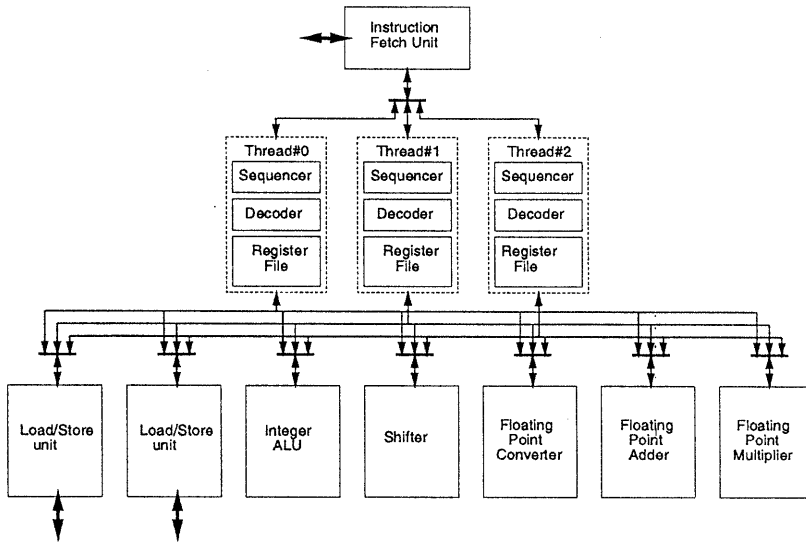 Instruction
Fetch Unit
Thread#0
Sequencer
Decoder
Register
File
Thread#1
Sequencer
Decoder
Register
File
Thread#2
Sequencer
Decoder
Register
File
Load/Store
unit
Load/Store
unit
Integer
ALU
Shifter
Floating
Point
Converter
Floating
Point
Adder
Floating
Point
Multiplier